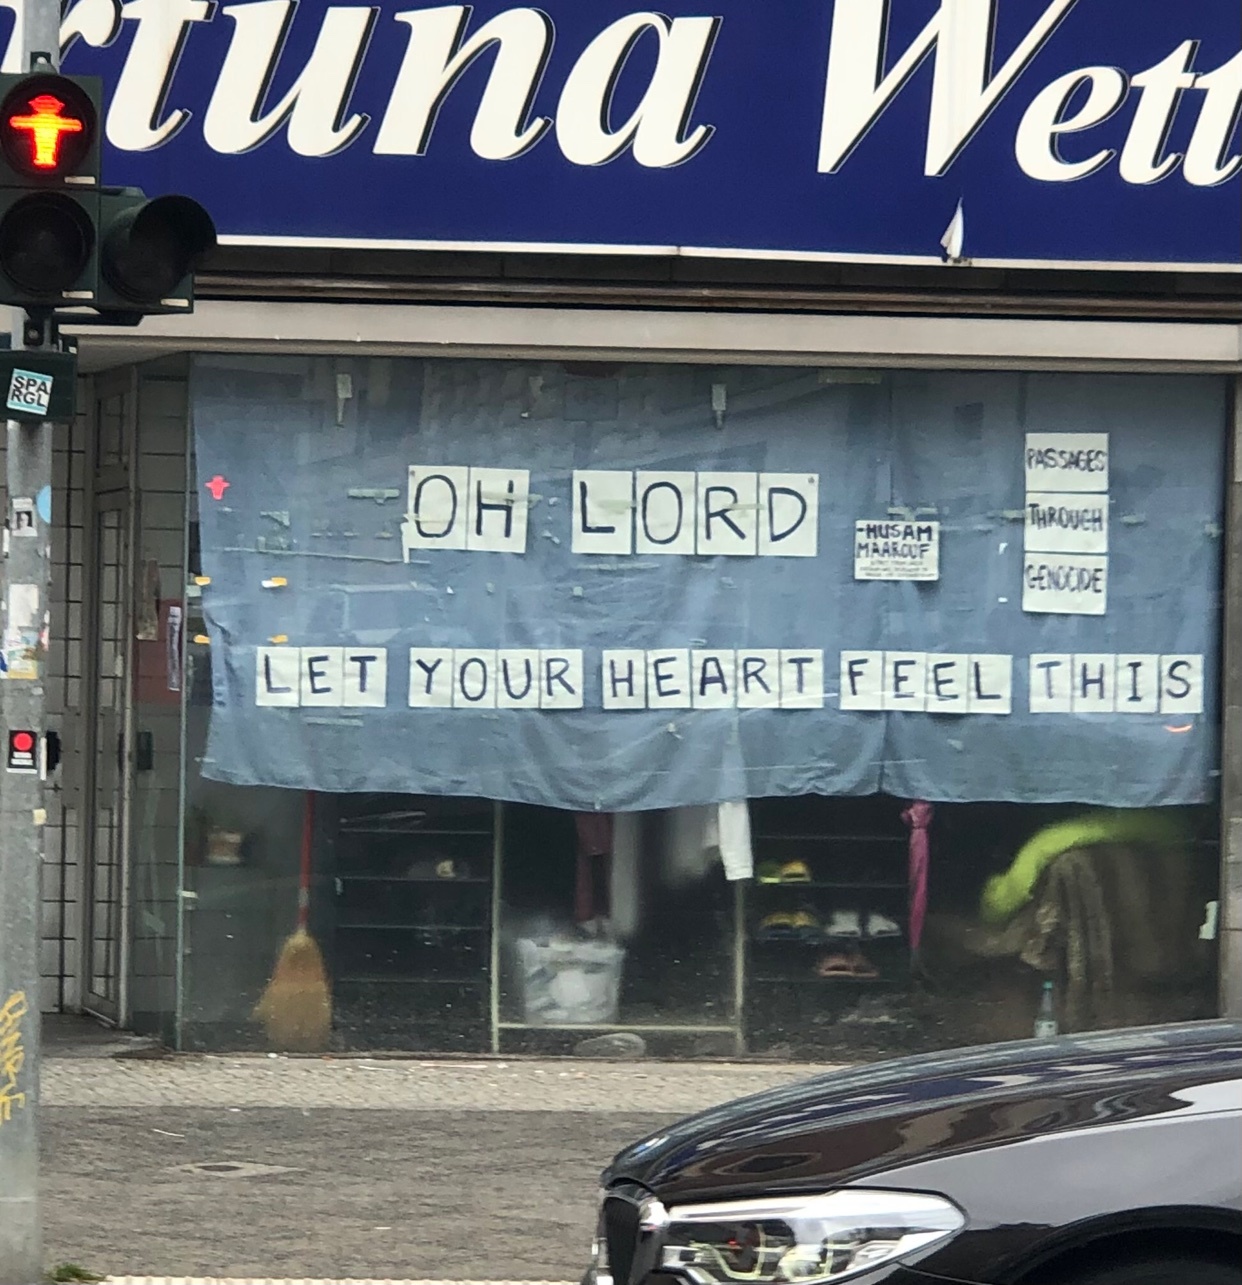 rtuna Wett
SPA
RGL
OH LORD
-HUSAM
MAAROUF
PASSAGES
THROUGH
GENOCIDE
LET YOUR HEART FEEL THIS